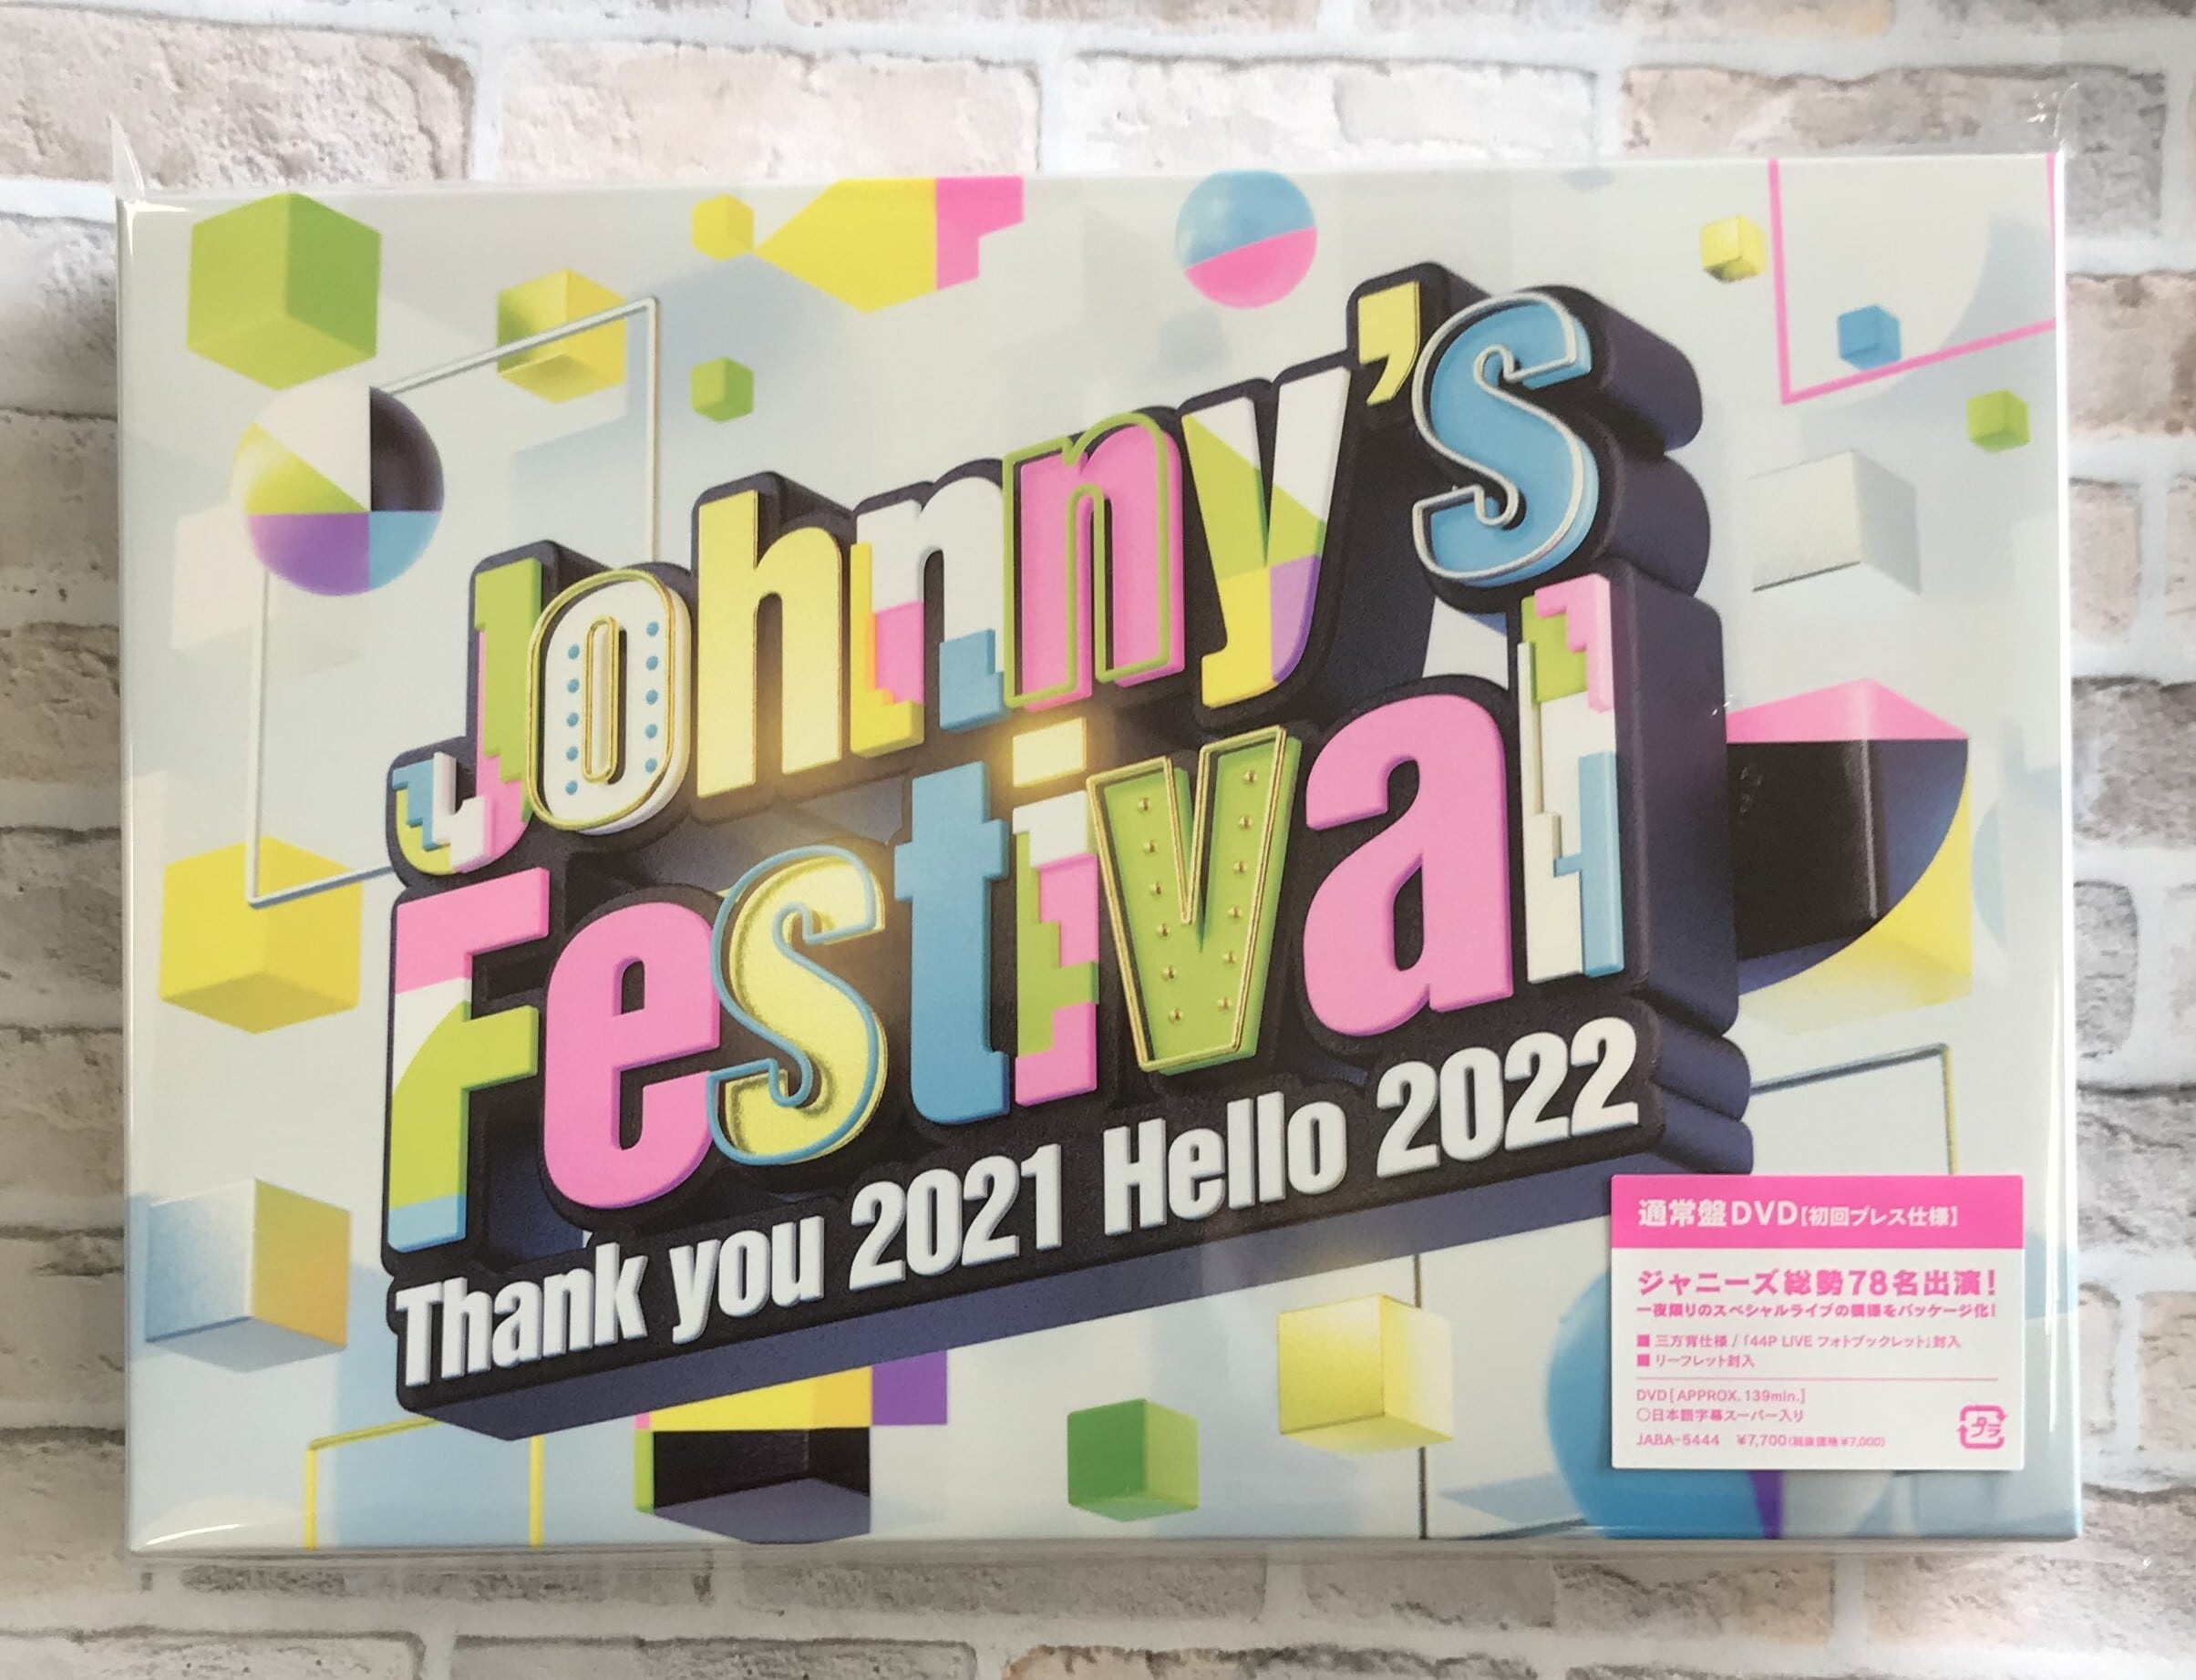 Johnny's
Festival
Thank you 2021 Hello 2022
通常盤DVD[初回プレス仕様]
ジャニーズ総勢78名出演!
一夜限りのスペシャルライブの模様をパッケージ化!
■ 三方背仕様 /「44P LIVE フォトブックレット」封入
■ リーフレット封入
DVD[APPROX. 139min.]
○日本語字幕スーパー入り
JABA-5444 ¥7,700(税抜価格¥7,000)
プラ